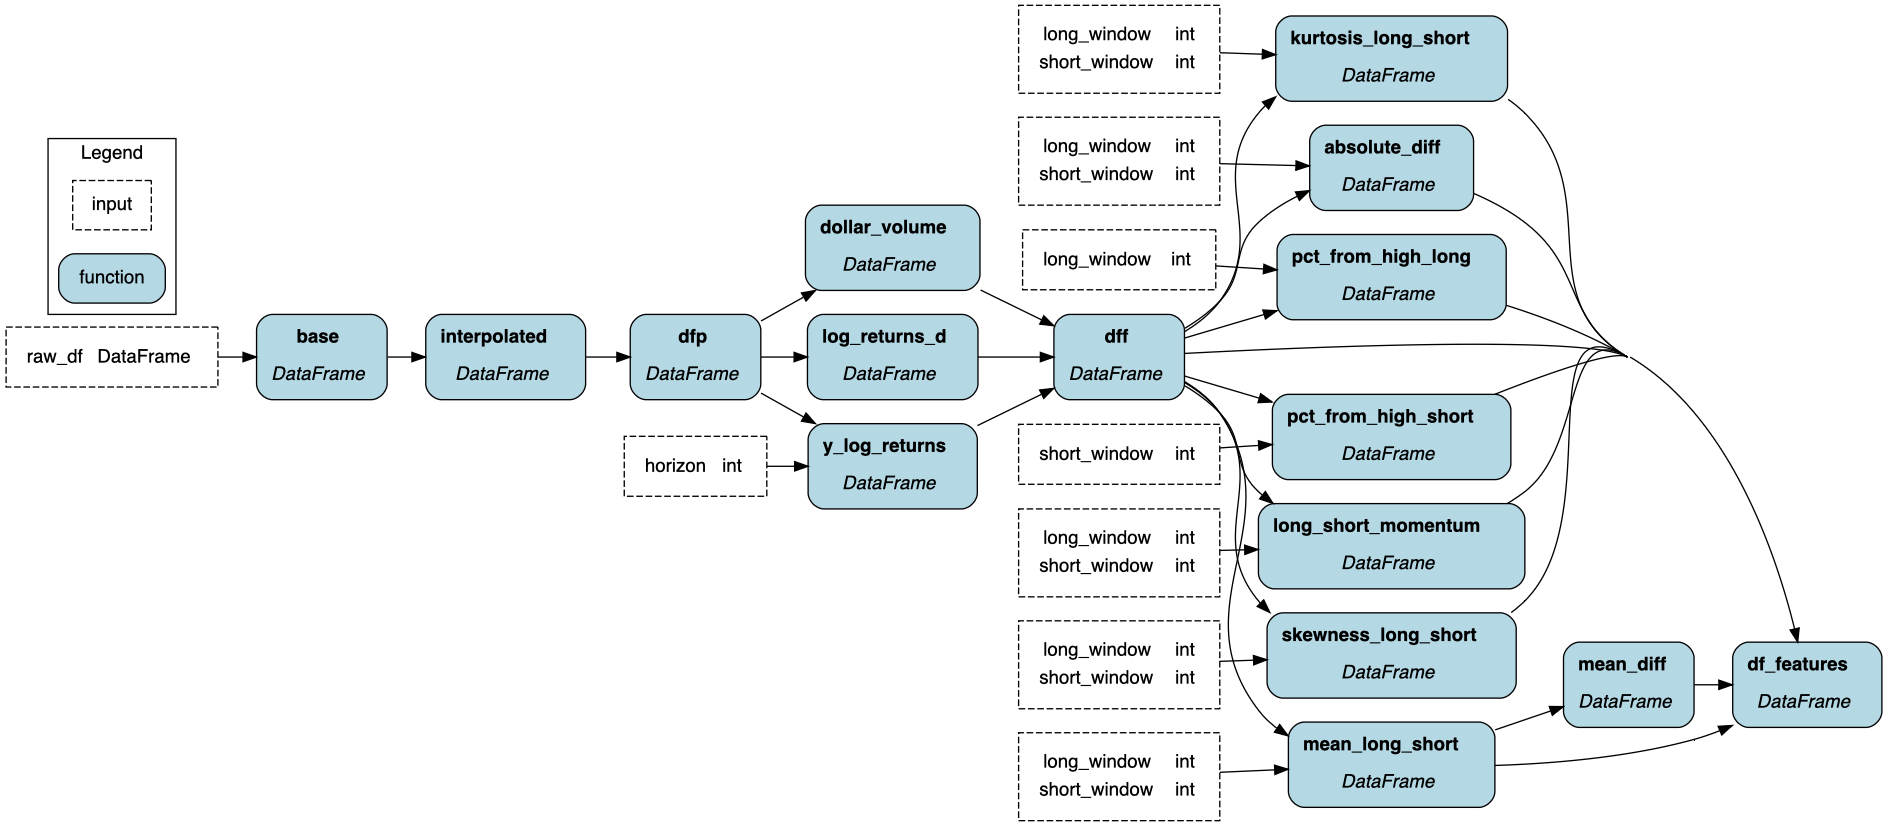 Legend
input
function
raw_df DataFrame
base
DataFrame
interpolated
DataFrame
dfp
DataFrame
horizon int
dollar_volume
DataFrame
log_returns_d
DataFrame
y_log_returns
DataFrame
dff
DataFrame
long_window int
short_window int
kurtosis_long_short
DataFrame
long_window int
short_window int
absolute_diff
DataFrame
long_window int
pct_from_high_long
DataFrame
short_window int
pct_from_high_short
DataFrame
long_window int
short_window int
long_short_momentum
DataFrame
long_window int
short_window int
skewness_long_short
DataFrame
long_window int
short_window int
mean_long_short
DataFrame
mean_diff
DataFrame
df_features
DataFrame